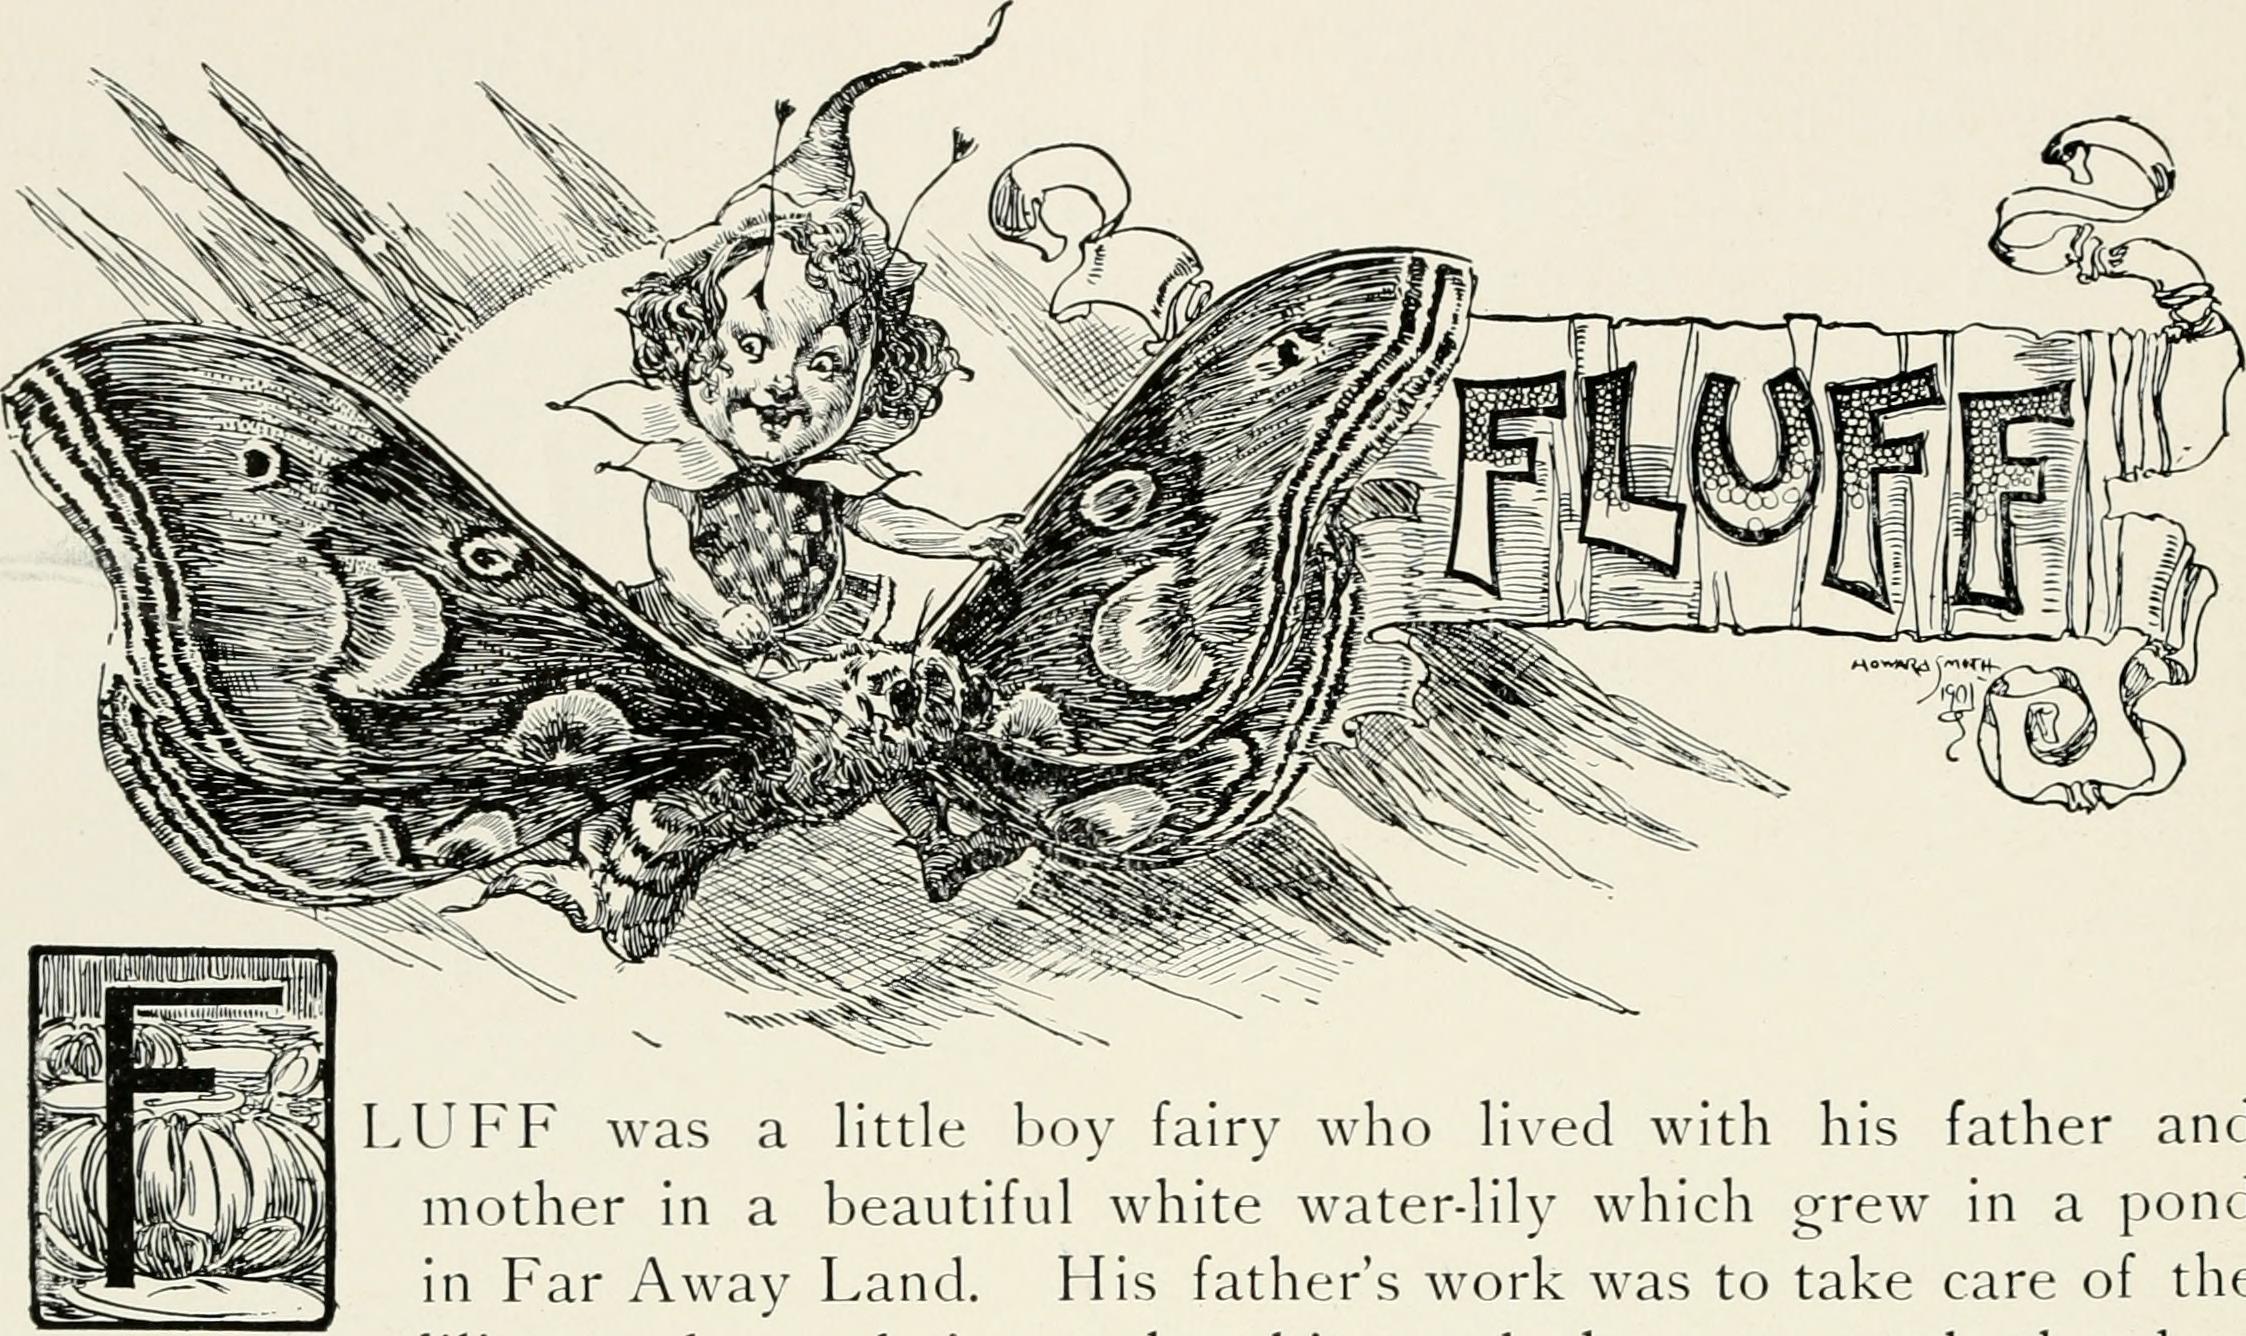 FLUFF
HOWARD SMITH
1901
FLUFF was a little boy fairy who lived with his father and
mother in a beautiful white water-lily which grew in a pond
in Far Away Land. His father's work was to take care of the